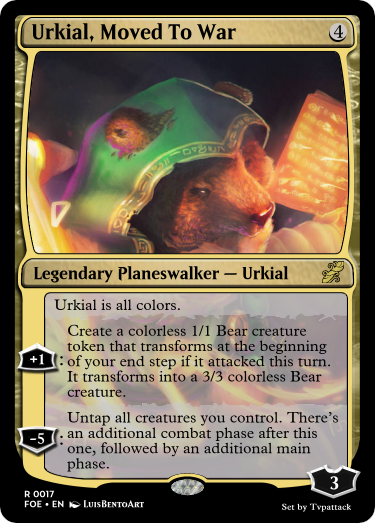 Urkial, Moved To War
4
Legendary Planeswalker — Urkial
Urkial is all colors.
+1
:
Create a colorless 1/1 Bear creature
token that transforms at the beginning
of your end step if it attacked this turn.
It transforms into a 3/3 colorless Bear
creature.
-5
:
Untap all creatures you control. There's
an additional combat phase after this
one, followed by an additional main
phase.
3
R 0017
FOE • EN LuisBentoArt
Set by Tvpattack